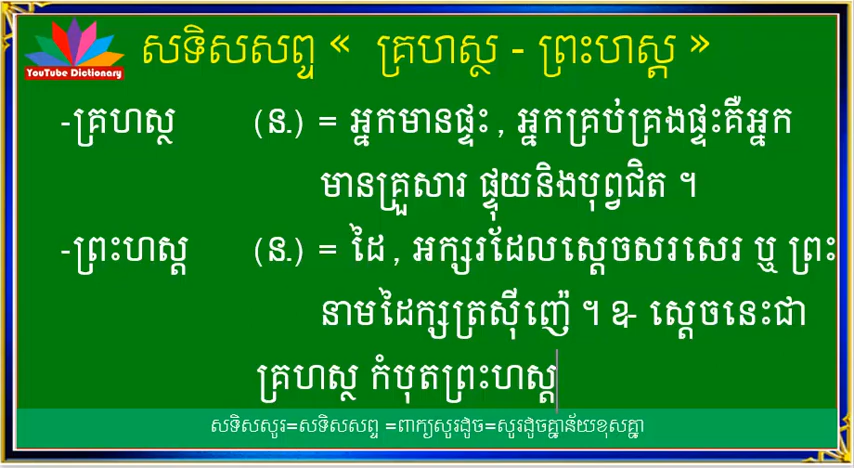 សទិសសព្ទ « គ្រហស្ថ - ព្រះហស្ត »
YouTube Dictionary
-គ្រហស្ថ (ន.) = អ្នកមានផ្ទះ , អ្នកគ្រប់គ្រងផ្ទះគឺអ្នក
មានគ្រួសារ ផ្ទុយនិងបុព្វជិត ។
-ព្រះហស្ត (ន.) = ដៃ , អក្សរដែលស្តេចសរសេរ ឬ ព្រះ
នាមដៃក្សត្រស៊ីញ៉េ ។ ឧ- ស្តេចនេះជា
គ្រហស្ថ កំបុតព្រះហស្ត
សទិសសូរ=សទិសសព្ទ =ពាក្យសូរដូច=សូរដូចគ្នាន័យខុសគ្នា